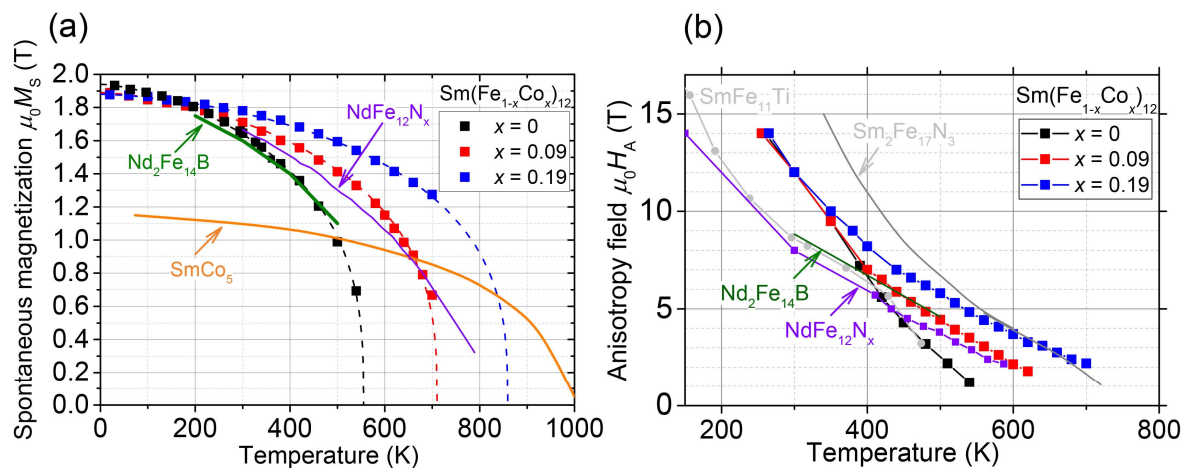 (a)
Spontaneous magnetization μ₀Mₛ (T)
2.0
1.8
1.6
1.4
1.2
1.0
0.8
0.6
0.4
0.2
0.0
0
200
400
600
800
1000
Temperature (K)
Nd₂Fe₁₄B
SmCo₅
NdFe₁₂Nₓ
Sm(Fe₁₋ₓCoₓ)₁₂
x = 0
x = 0.09
x = 0.19
(b)
Anisotropy field μ₀H_A (T)
15
10
5
0
200
400
600
800
Temperature (K)
SmFe₁₁Ti
Sm₂Fe₁₇N₃
Nd₂Fe₁₄B
NdFe₁₂Nₓ
Sm(Fe₁₋ₓCoₓ)₁₂
x = 0
x = 0.09
x = 0.19